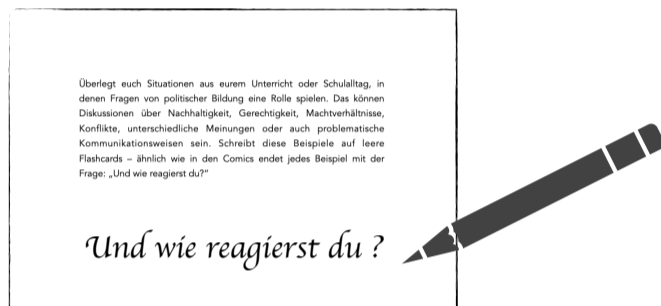 Überlegt euch Situationen aus eurem Unterricht oder Schulalltag, in
denen Fragen von politischer Bildung eine Rolle spielen. Das können
Diskussionen über Nachhaltigkeit, Gerechtigkeit, Machtverhältnisse,
Konflikte, unterschiedliche Meinungen oder auch problematische
Kommunikationsweisen sein. Schreibt diese Beispiele auf leere
Flashcards – ähnlich wie in den Comics endet jedes Beispiel mit der
Frage: „Und wie reagierst du?“
Und wie reagierst du ?